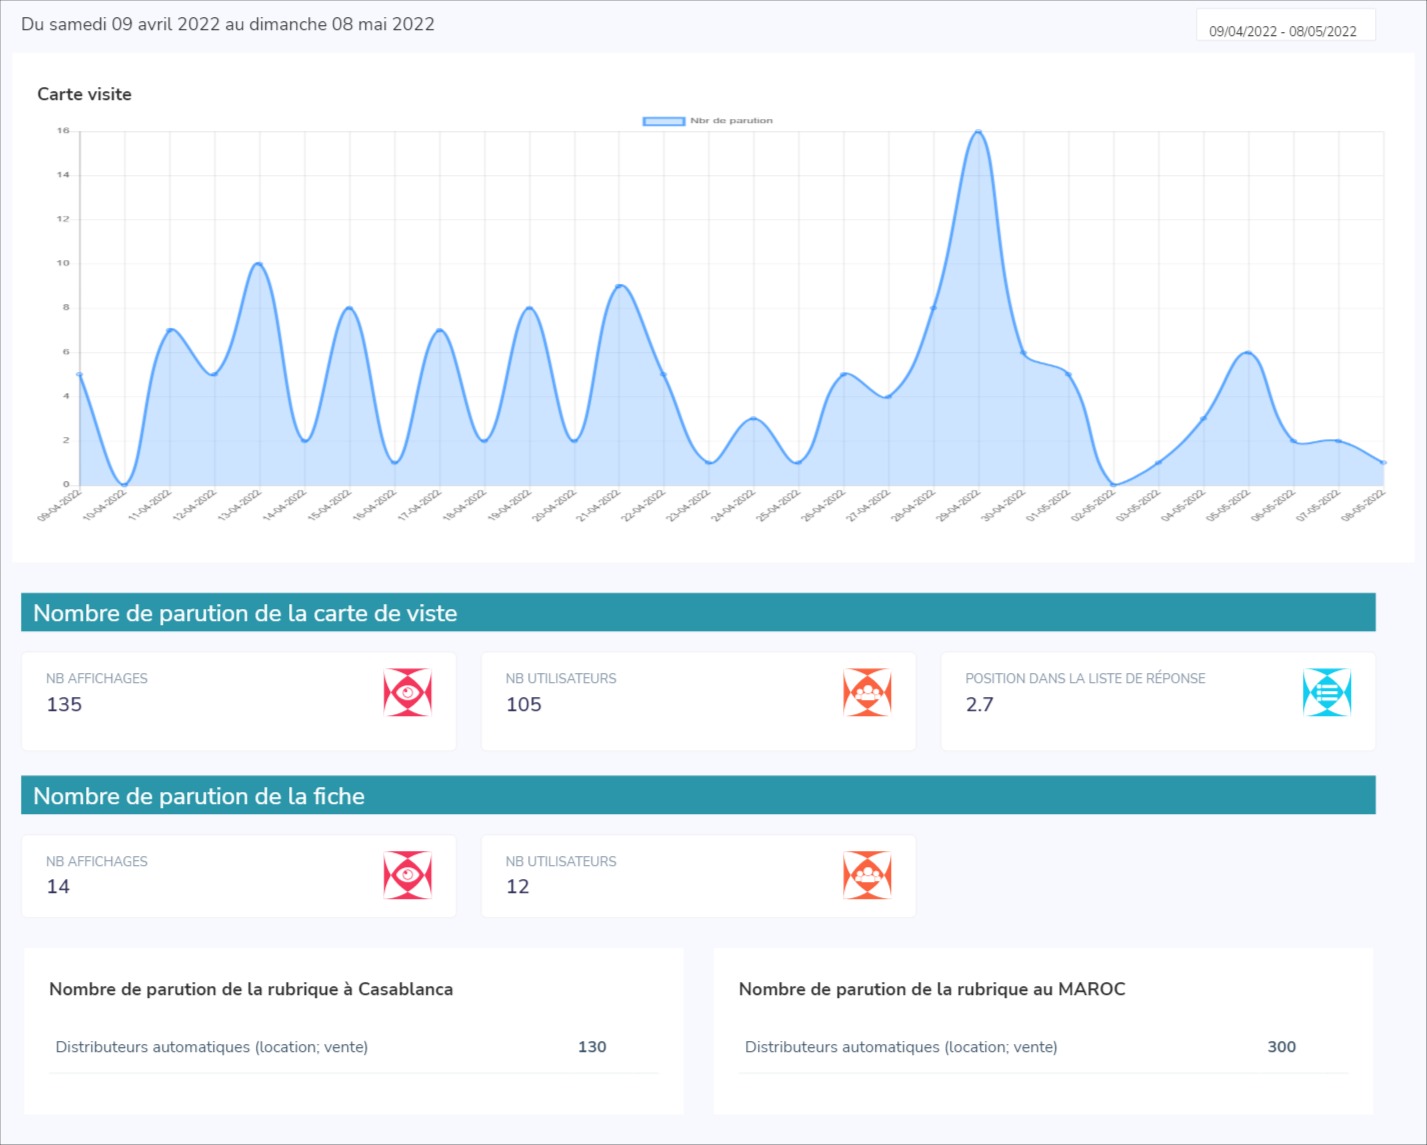 Du samedi 09 avril 2022 au dimanche 08 mai 2022
09/04/2022 - 08/05/2022
Carte visite
Nbr de parution
16
14
12
10
8
6
4
2
0
09-04-2022
10-04-2022
11-04-2022
12-04-2022
13-04-2022
14-04-2022
15-04-2022
16-04-2022
17-04-2022
18-04-2022
19-04-2022
20-04-2022
21-04-2022
22-04-2022
23-04-2022
24-04-2022
25-04-2022
26-04-2022
27-04-2022
28-04-2022
29-04-2022
30-04-2022
01-05-2022
02-05-2022
03-05-2022
04-05-2022
05-05-2022
06-05-2022
07-05-2022
08-05-2022
Nombre de parution de la carte de viste
NB AFFICHAGES
135
NB UTILISATEURS
105
POSITION DANS LA LISTE DE RÉPONSE
2.7
Nombre de parution de la fiche
NB AFFICHAGES
14
NB UTILISATEURS
12
Nombre de parution de la rubrique à Casablanca
Distributeurs automatiques (location; vente) 130
Nombre de parution de la rubrique au MAROC
Distributeurs automatiques (location; vente) 300